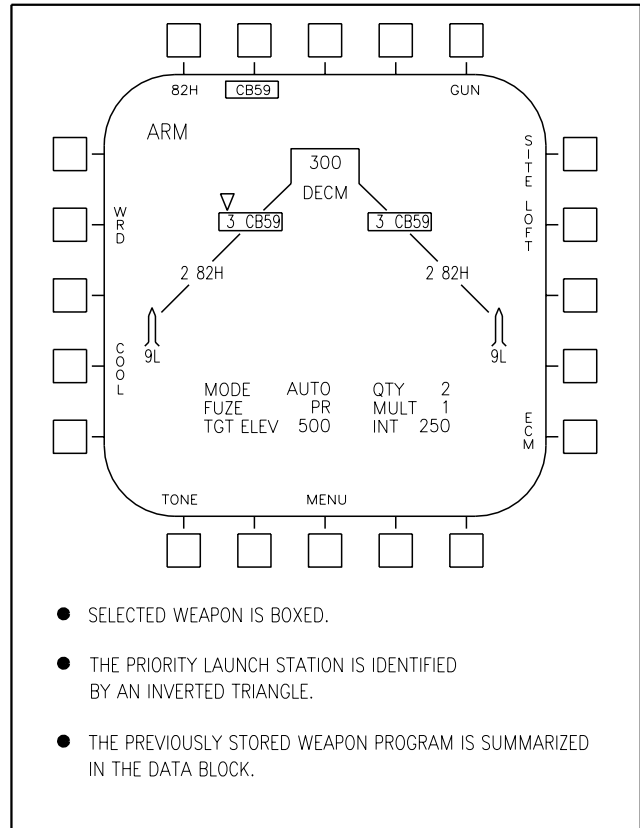 82H CB59 GUN
ARM
300
DECM
3 CB59 3 CB59
2 82H 2 82H
9L 9L
WRD
COOL
SITE LOFT
ECM
MODE AUTO QTY 2
FUZE PR MULT 1
TGT ELEV 500 INT 250
TONE MENU
● SELECTED WEAPON IS BOXED.
● THE PRIORITY LAUNCH STATION IS IDENTIFIED
BY AN INVERTED TRIANGLE.
● THE PREVIOUSLY STORED WEAPON PROGRAM IS SUMMARIZED
IN THE DATA BLOCK.